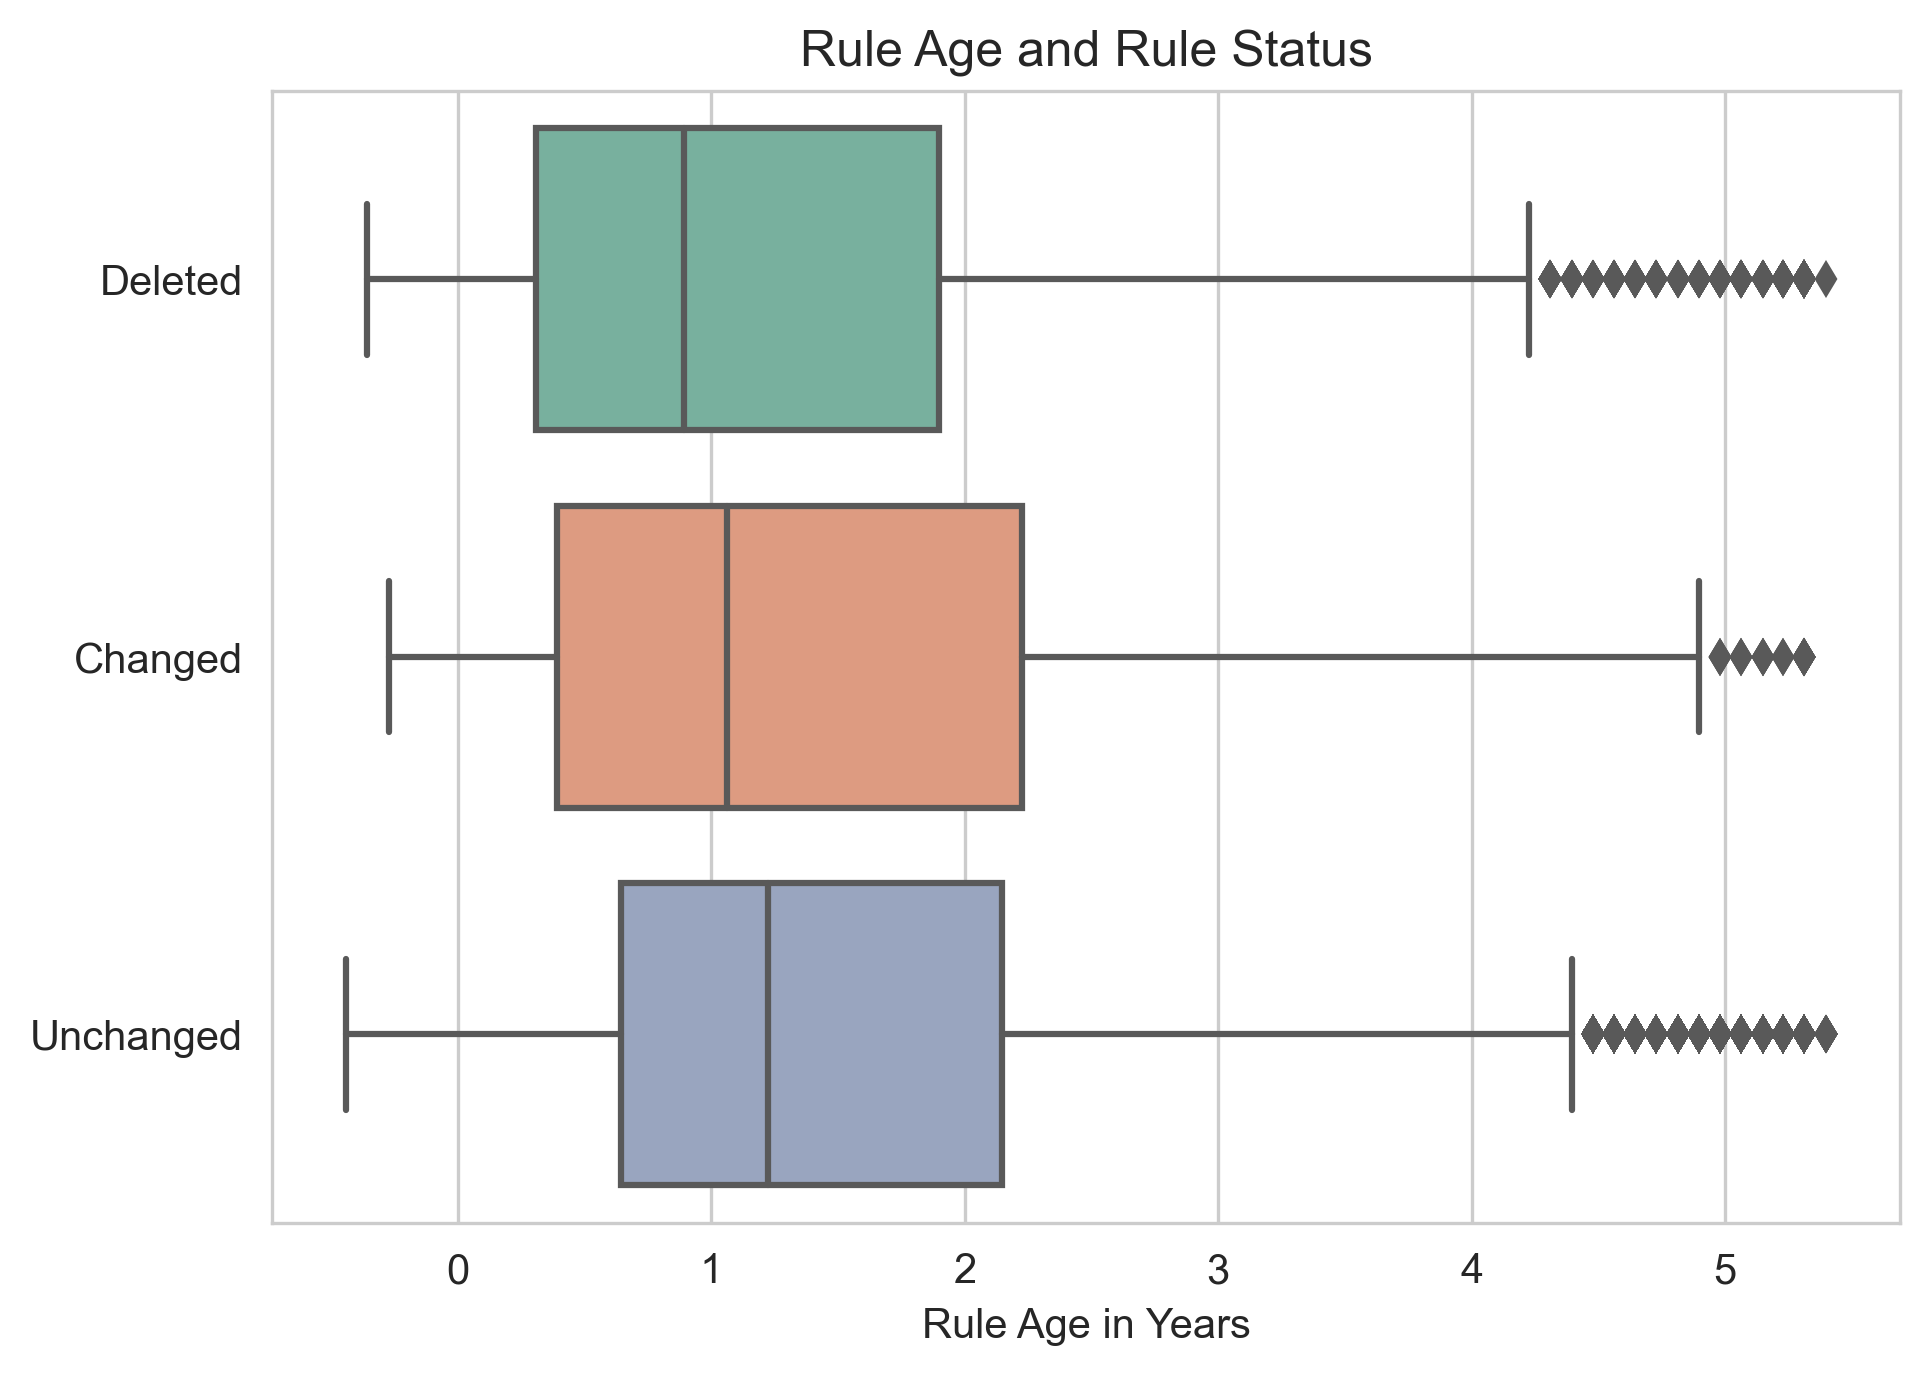 Rule Age and Rule Status
Deleted
Changed
Unchanged
0 1 2 3 4 5
Rule Age in Years